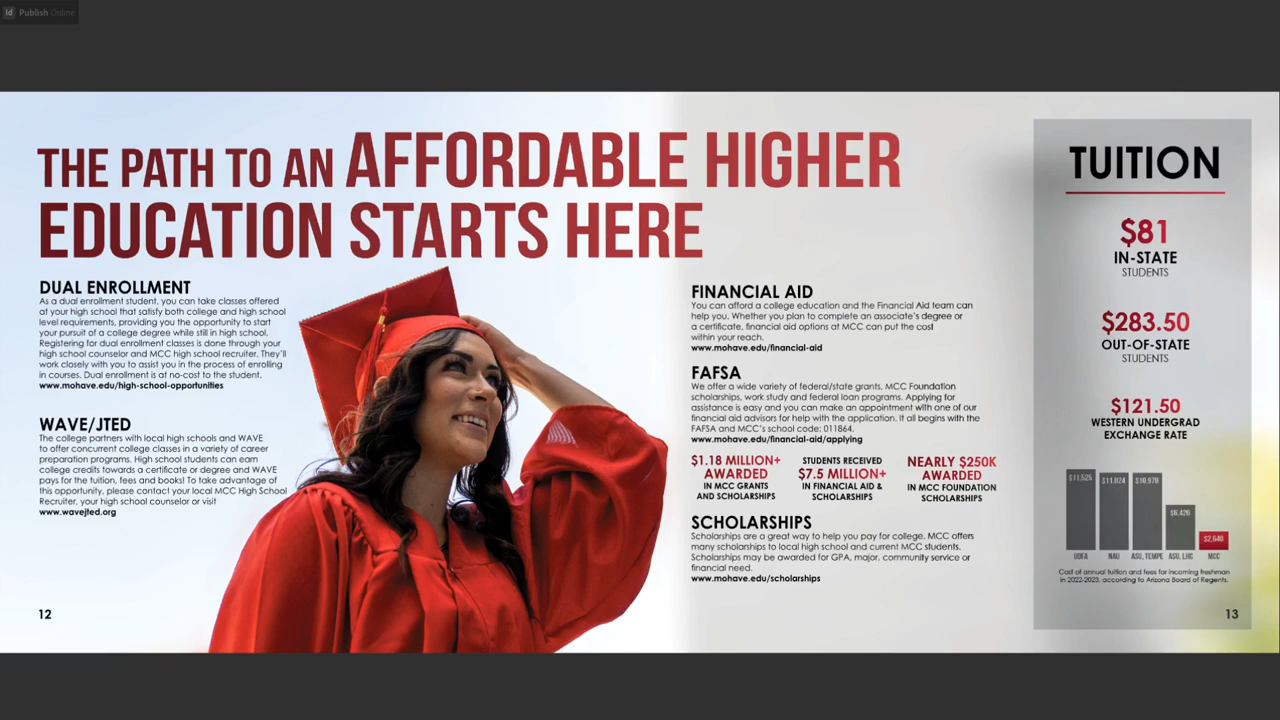 Id Publish Online
THE PATH TO AN AFFORDABLE HIGHER
EDUCATION STARTS HERE
DUAL ENROLLMENT
As a dual enrollment student, you can take classes offered
at your high school that satisfy both college and high school
level requirements, providing you the opportunity to start
your pursuit of a college degree while still in high school.
Registering for dual enrollment classes is done through your
high school counselor and MCC high school recruiter. They'll
work closely with you to assist you in the process of enrolling
in courses. Dual enrollment is at no-cost to the student.
www.mohave.edu/high-school-opportunities
WAVE/JTED
The college partners with local high schools and WAVE
to offer concurrent college classes in a variety of career
preparation programs. High school students can earn
college credits towards a certificate or degree and WAVE
pays for the tuition, fees and books! To take advantage of
this opportunity, please contact your local MCC High School
Recruiter, your high school counselor or visit
www.wavejted.org
12
FINANCIAL AID
You can afford a college education and the Financial Aid team can
help you. Whether you plan to complete an associate's degree or
a certificate, financial aid options at MCC can put the cost
within your reach.
www.mohave.edu/financial-aid
FAFSA
We offer a wide variety of federal/state grants, MCC Foundation
scholarships, work study and federal loan programs. Applying for
assistance is easy and you can make an appointment with one of our
financial aid advisors for help with the application. It all begins with the
FAFSA and MCC's school code: 011864.
www.mohave.edu/financial-aid/applying
$1.18 MILLION+
AWARDED
IN MCC GRANTS
AND SCHOLARSHIPS
STUDENTS RECEIVED
$7.5 MILLION+
IN FINANCIAL AID &
SCHOLARSHIPS
NEARLY $250K
AWARDED
IN MCC FOUNDATION
SCHOLARSHIPS
SCHOLARSHIPS
Scholarships are a great way to help you pay for college. MCC offers
many scholarships to local high school and current MCC students.
Scholarships may be awarded for GPA, major, community service or
financial need.
www.mohave.edu/scholarships
TUITION
$81
IN-STATE
STUDENTS
$283.50
OUT-OF-STATE
STUDENTS
$121.50
WESTERN UNDERGRAD
EXCHANGE RATE
$11,024 $10,978
$6,426
$2,640
UOFA NAU ASU, TEMPE ASU, LHC MCC
Cost of annual tuition and fees for incoming freshman
in 2022-2023, according to Arizona Board of Regents.
13